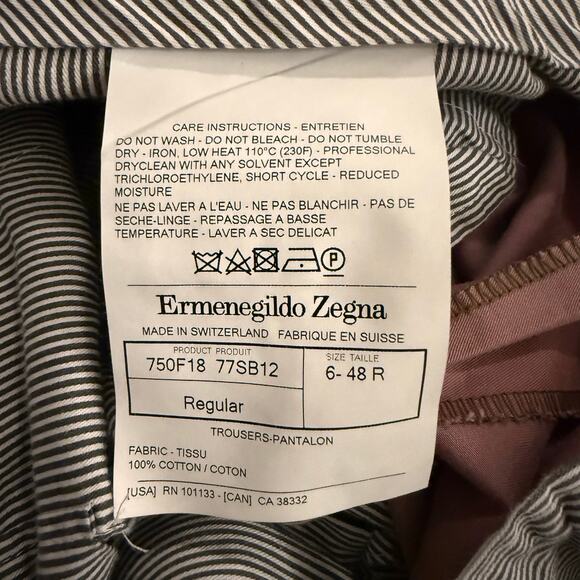 CARE INSTRUCTIONS - ENTRETIEN
DO NOT WASH - DO NOT BLEACH - DO NOT TUMBLE
DRY - IRON, LOW HEAT 110°C (230F) - PROFESSIONAL
DRYCLEAN WITH ANY SOLVENT EXCEPT
TRICHLOROETHYLENE, SHORT CYCLE - REDUCED
MOISTURE
NE PAS LAVER A L'EAU - NE PAS BLANCHIR - PAS DE
SECHE-LINGE - REPASSAGE A BASSE
TEMPERATURE - LAVER A SEC DELICAT
P
Ermenegildo Zegna
MADE IN SWITZERLAND FABRIQUE EN SUISSE
PRODUCT PRODUIT
750F18 77SB12
SIZE TAILLE
6- 48 R
Regular
TROUSERS-PANTALON
FABRIC - TISSU
100% COTTON / COTON
[USA] RN 101133 - [CAN] CA 38332